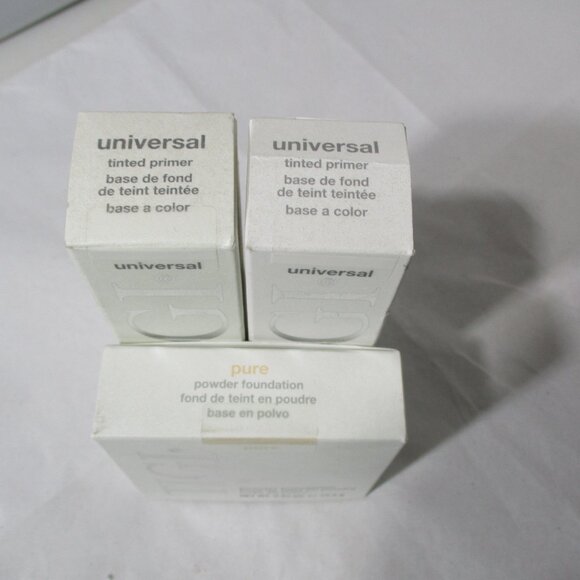 universal
tinted primer
base de fond
de teint teintée
base a color
universal
universal
tinted primer
base de fond
de teint teintée
base a color
universal
pure
powder foundation
fond de teint en poudre
base en polvo